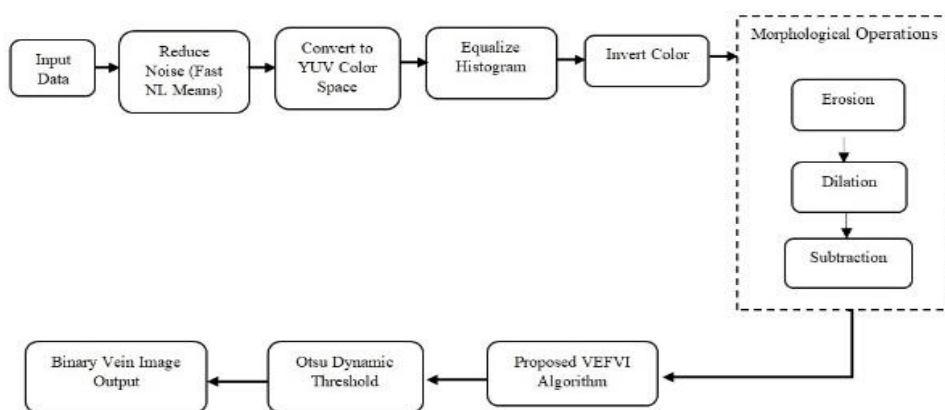 Input
Data
Reduce
Noise (Fast
NL Means)
Convert to
YUV Color
Space
Equalize
Histogram
Invert Color
Morphological Operations
Erosion
Dilation
Subtraction
Proposed VEFVI
Algorithm
Otsu Dynamic
Threshold
Binary Vein Image
Output